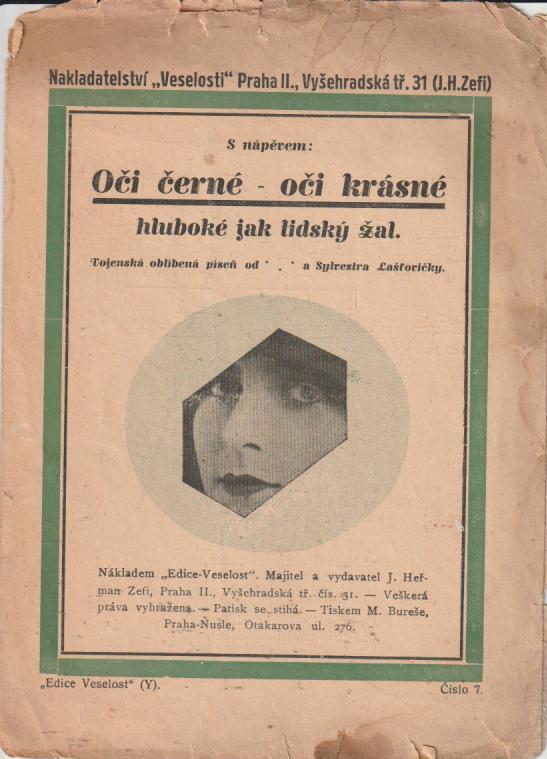 Nakladatelství „Veselosti“ Praha II., Vyšehradská tř. 31 (J.H.Zefi)
S nápěvem:
Oči černé - oči krásné
hluboké jak lidský žal.
Vojenská oblíbená píseň od * . * a Sylvestra Lašťovičky.
Nákladem „Edice-Veselost“. Majitel a vydavatel J. Heř-
man Zefi, Praha II., Vyšehradská tř. čís. 31. — Veškerá
práva vyhražena. — Patisk se stihá. — Tiskem M. Bureše,
Praha-Nusle, Otakarova ul. 276.
„Edice Veselost“ (Y).
Číslo 7.